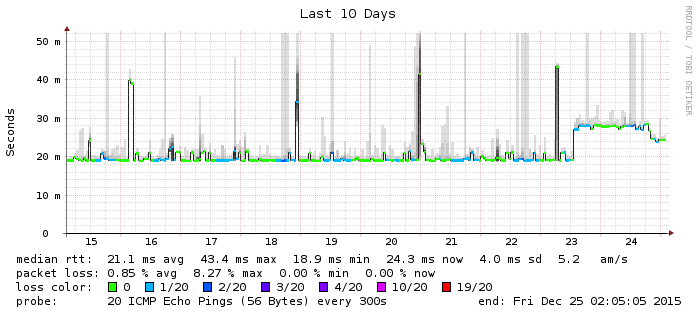 Last 10 Days
RRDTOOL / TOBI OETIKER
Seconds
50 m
40 m
30 m
20 m
10 m
0
15 16 17 18 19 20 21 22 23 24
median rtt: 21.1 ms avg 43.4 ms max 18.9 ms min 24.3 ms now 4.0 ms sd 5.2 am/s
packet loss: 0.85 % avg 8.27 % max 0.00 % min 0.00 % now
loss color: 0 1/20 2/20 3/20 4/20 10/20 19/20
probe: 20 ICMP Echo Pings (56 Bytes) every 300s end: Fri Dec 25 02:05:05 2015